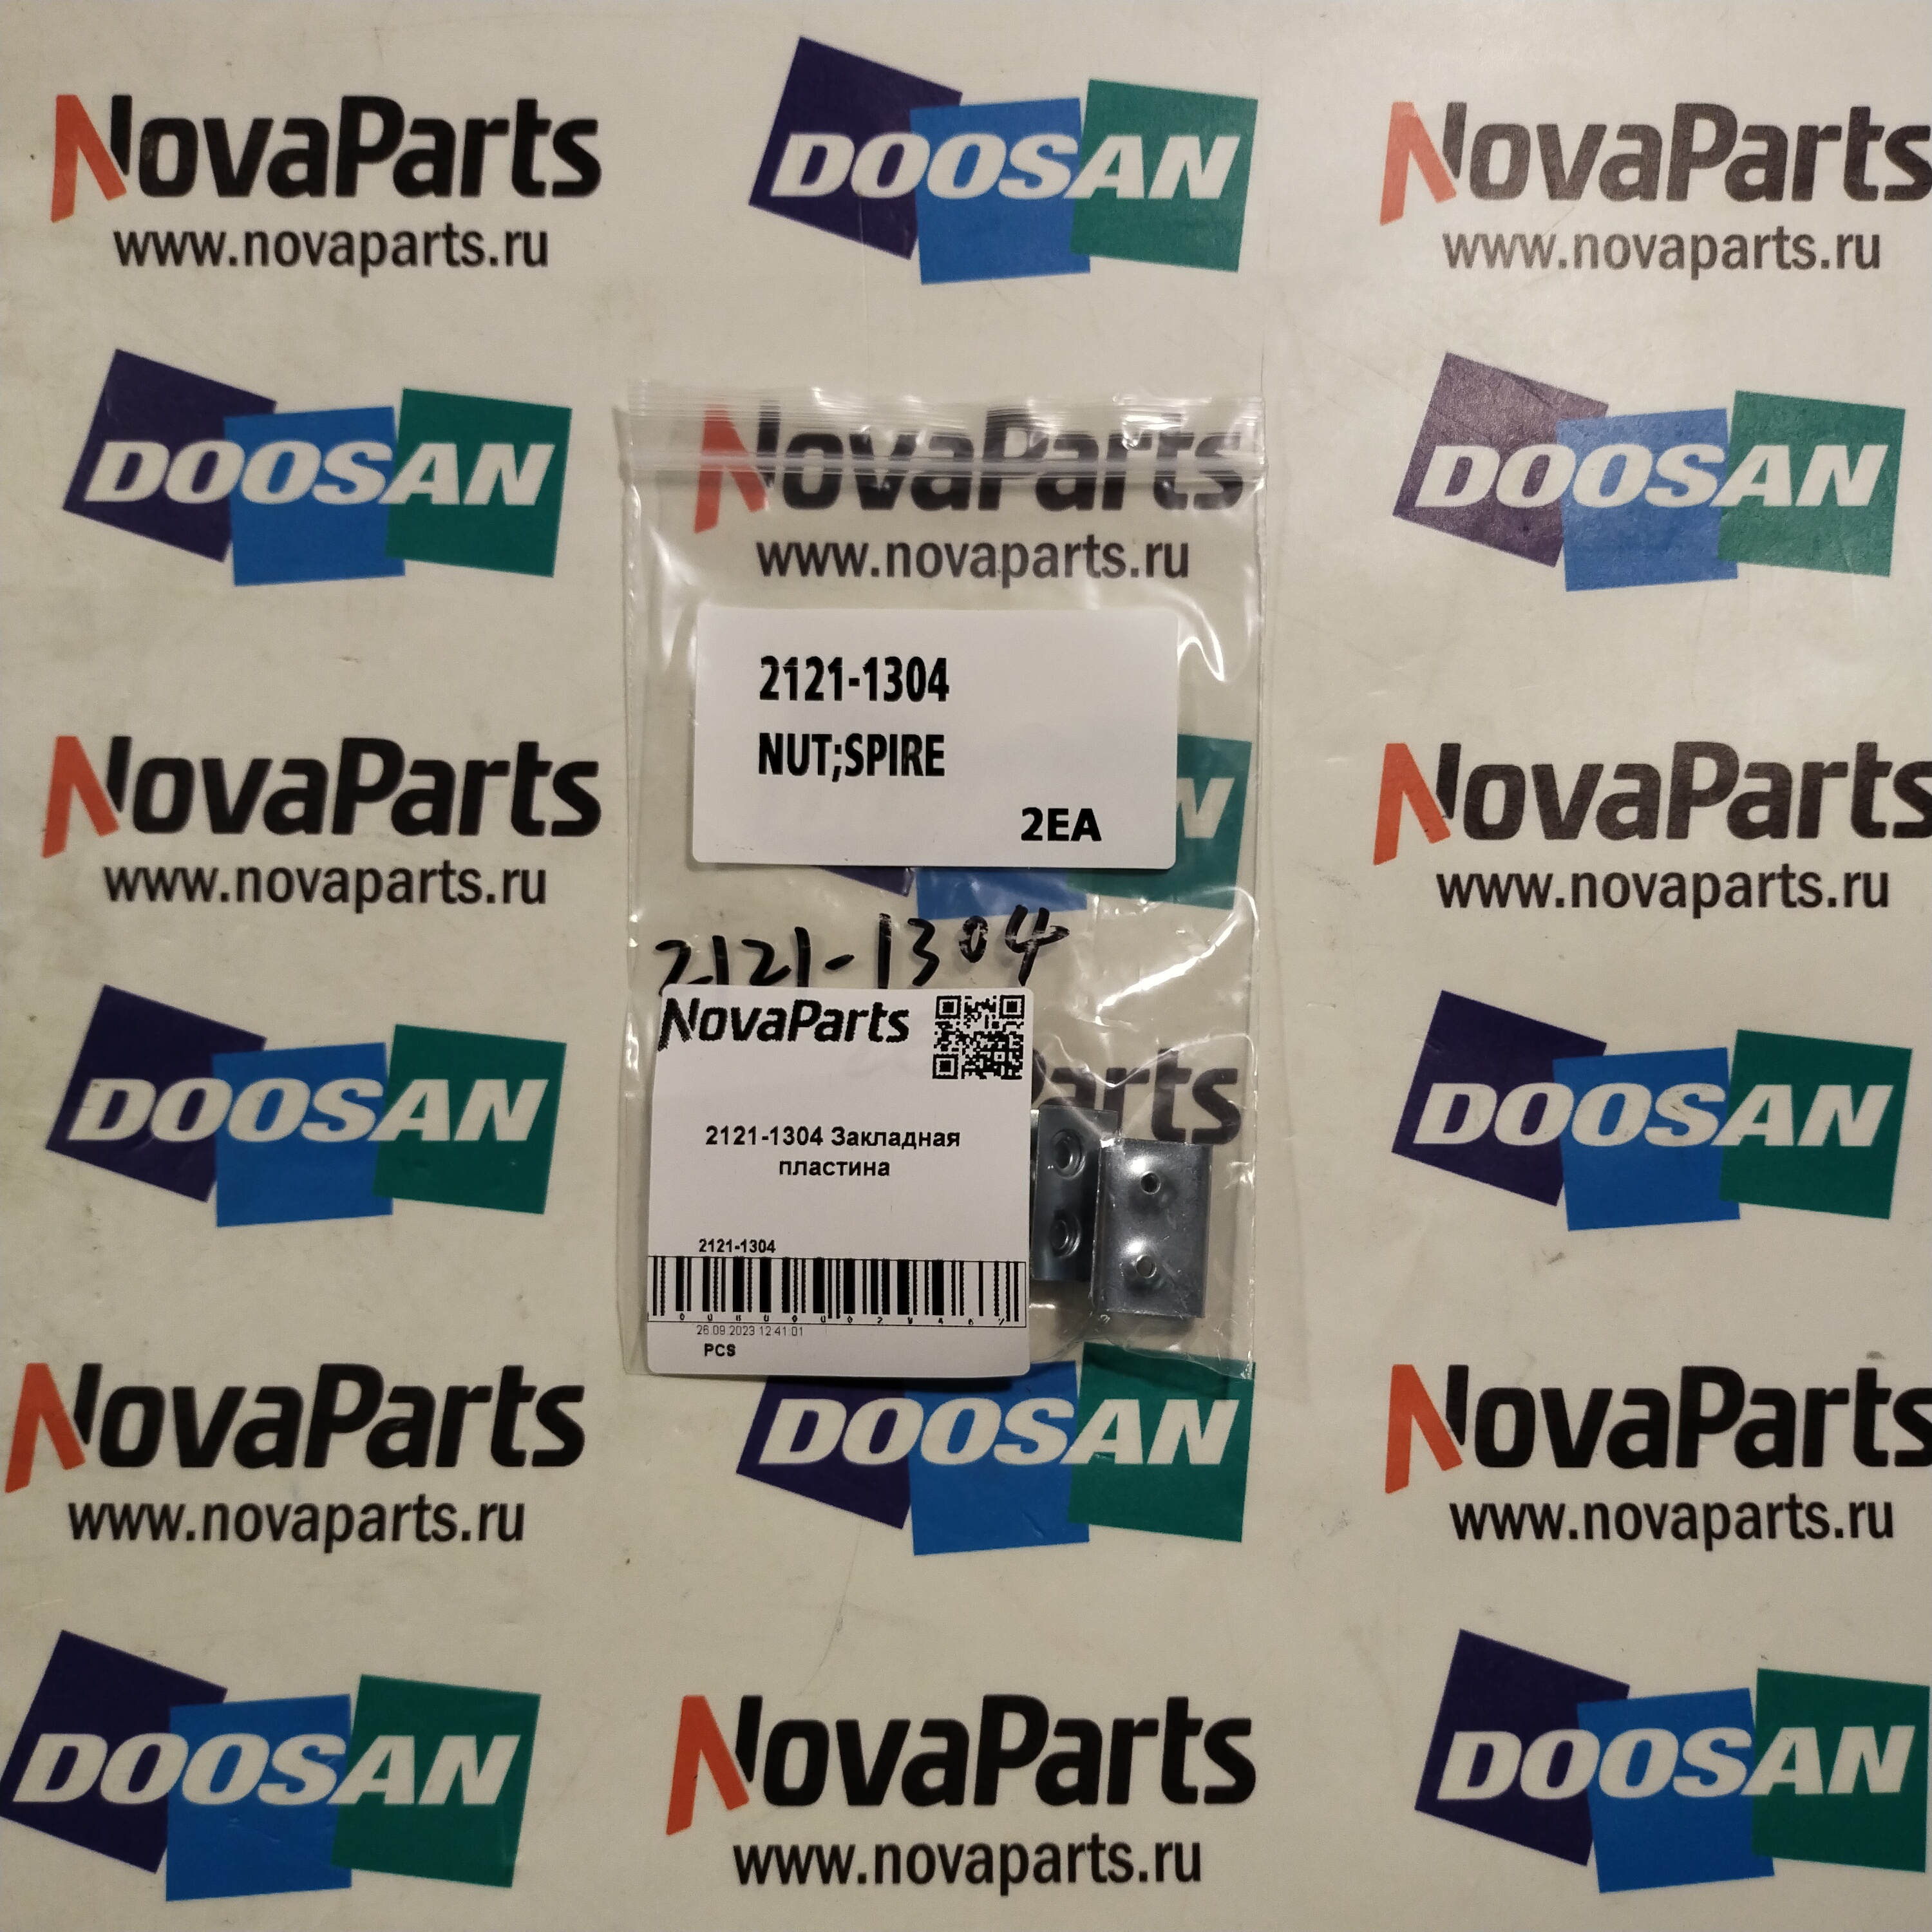 NovaParts
www.novaparts.ru
DOOSAN
NovaParts
www.novaparts.ru
DOOSAN
NovaParts
www.novaparts.ru
DOOSAN
2121-1304
NUT;SPIRE
2EA
NovaParts
www.novaparts.ru
NovaParts
www.novaparts.ru
2121-1304
NovaParts
2121-1304 Закладная
пластина
2121-1304
26.09.2023 12:41:01
PCS
DOOSAN
arts
DOOSAN
NovaParts
www.novaparts.ru
DOOSAN
NovaParts
www.novaparts.ru
DOOSAN
NovaParts
www.novaparts.ru
DOOSAN